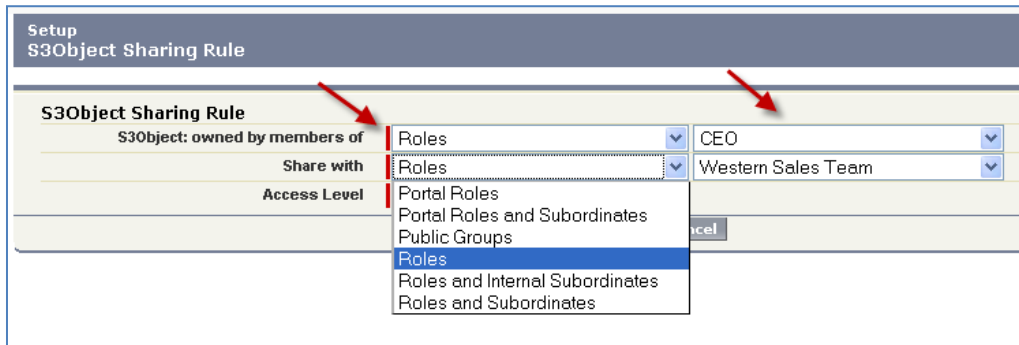 Setup
S3Object Sharing Rule
S3Object Sharing Rule
S3Object: owned by members of Roles CEO
Share with Roles Western Sales Team
Access Level
Portal Roles
Portal Roles and Subordinates
Public Groups
Roles
Roles and Internal Subordinates
Roles and Subordinates